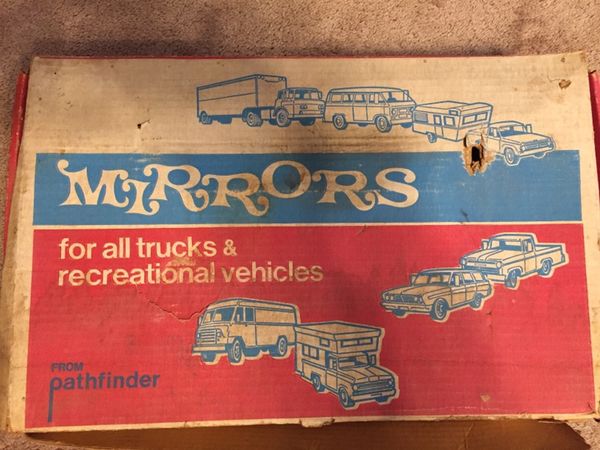 MIRRORS
for all trucks &
recreational vehicles
FROM
pathfinder